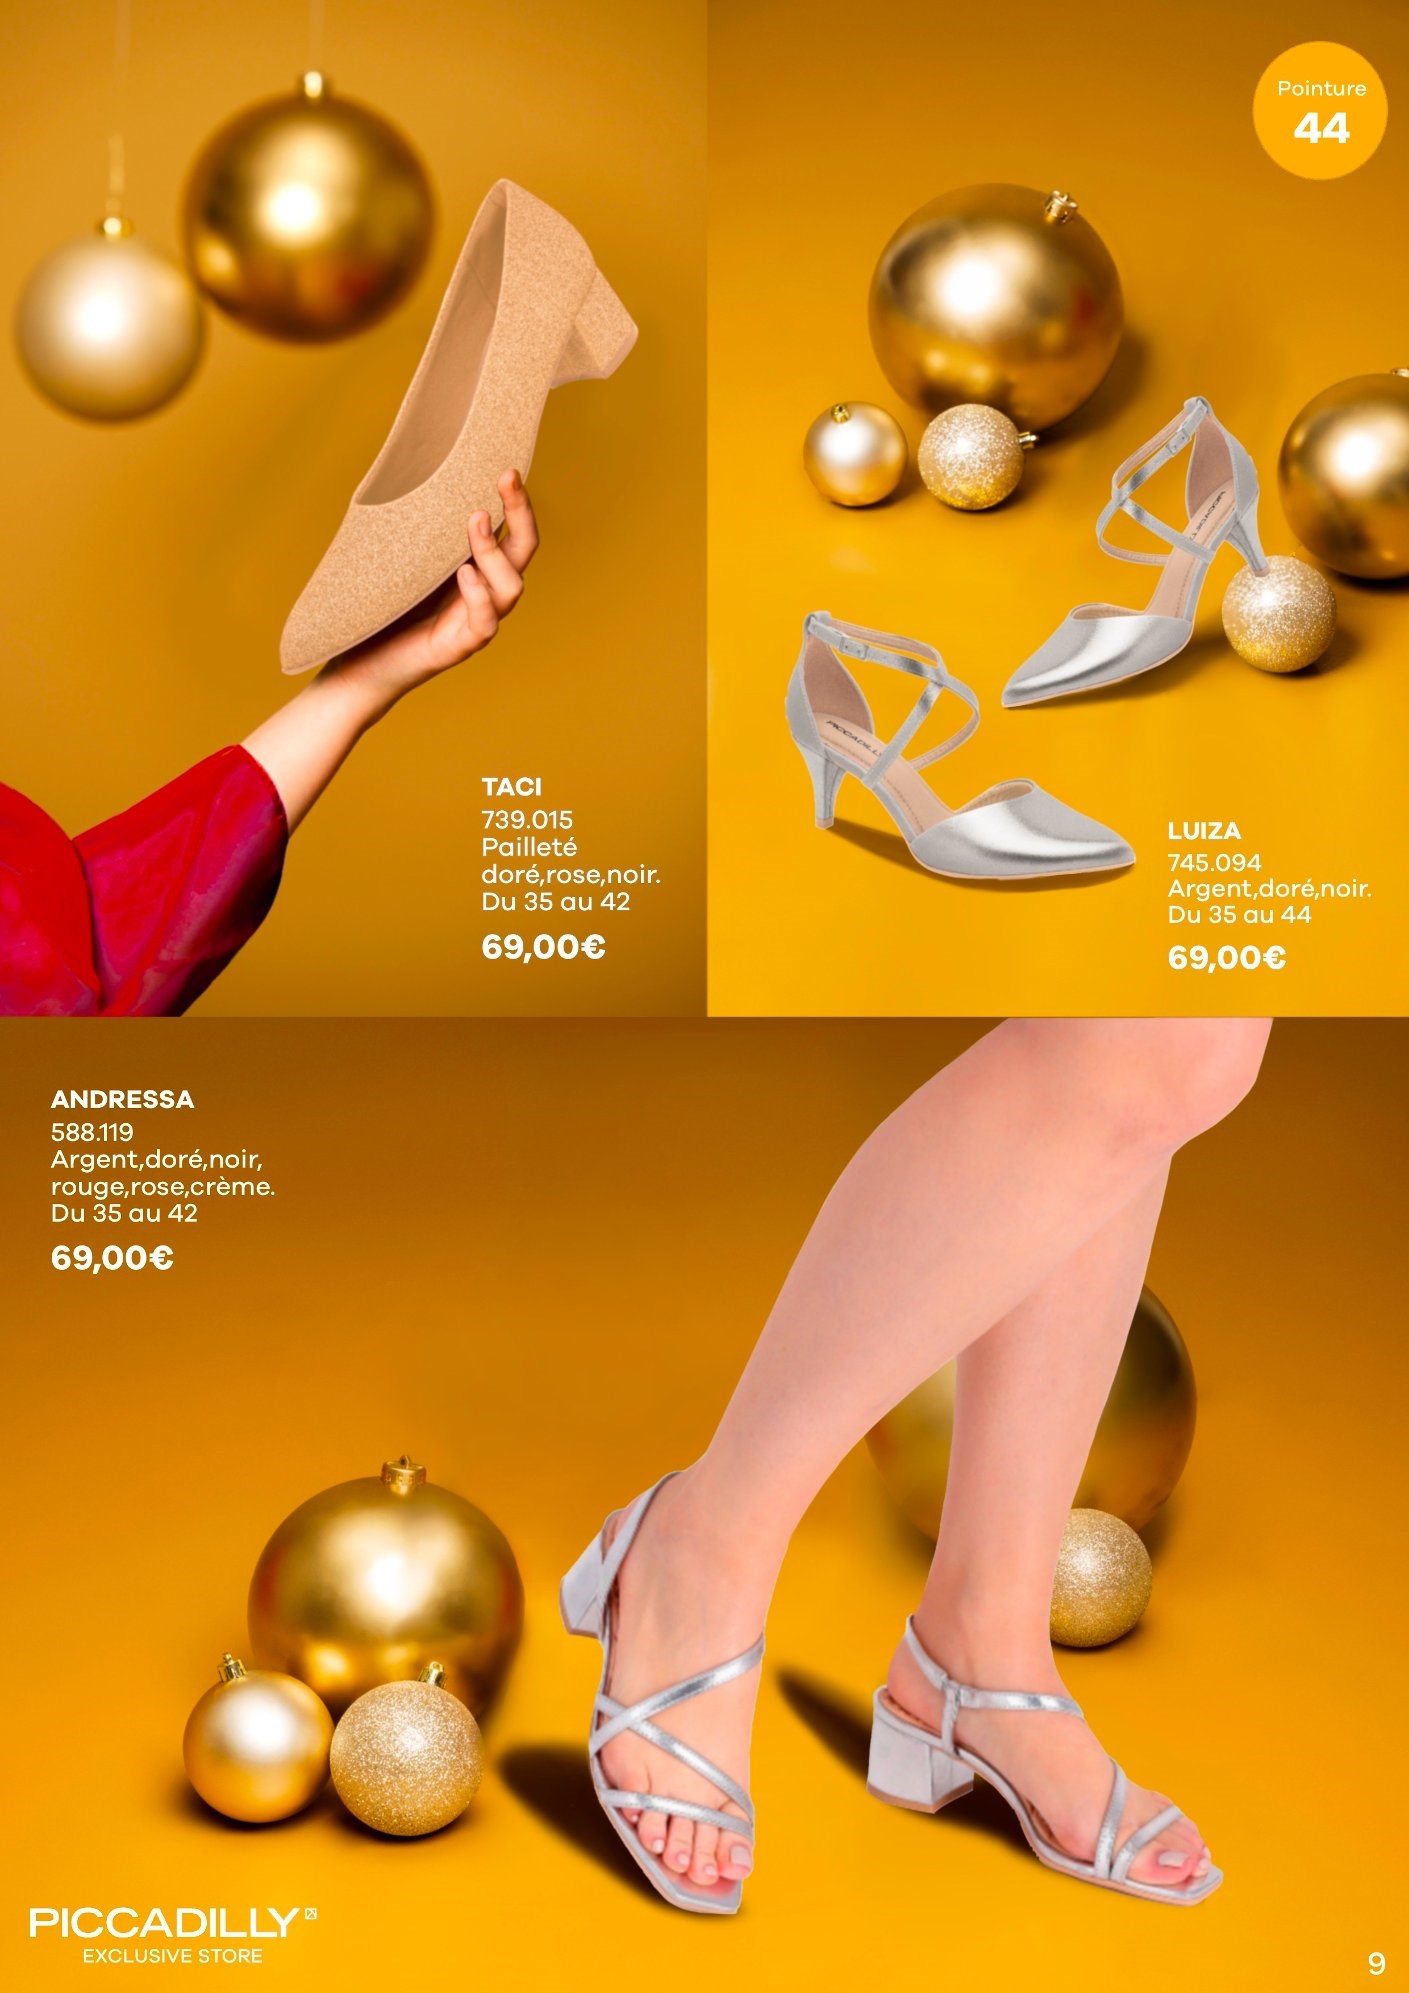 Pointure
44
TACI
739.015
Pailleté
doré,rose,noir.
Du 35 au 42
69,00€
PICCADILLY
LUIZA
745.094
Argent,doré,noir.
Du 35 au 44
69,00€
ANDRESSA
588.119
Argent,doré,noir,
rouge,rose,crème.
Du 35 au 42
69,00€
PICCADILLY
EXCLUSIVE STORE
9